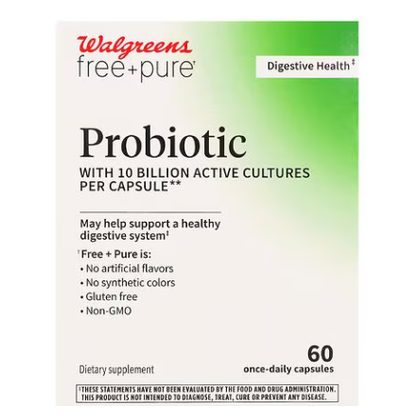 Walgreens
free+pure†
Digestive Health‡
Probiotic
WITH 10 BILLION ACTIVE CULTURES
PER CAPSULE**
May help support a healthy
digestive system‡
†Free + Pure is:
• No artificial flavors
• No synthetic colors
• Gluten free
• Non-GMO
60
Dietary supplement
once-daily capsules
‡THESE STATEMENTS HAVE NOT BEEN EVALUATED BY THE FOOD AND DRUG ADMINISTRATION.
THIS PRODUCT IS NOT INTENDED TO DIAGNOSE, TREAT, CURE OR PREVENT ANY DISEASE.